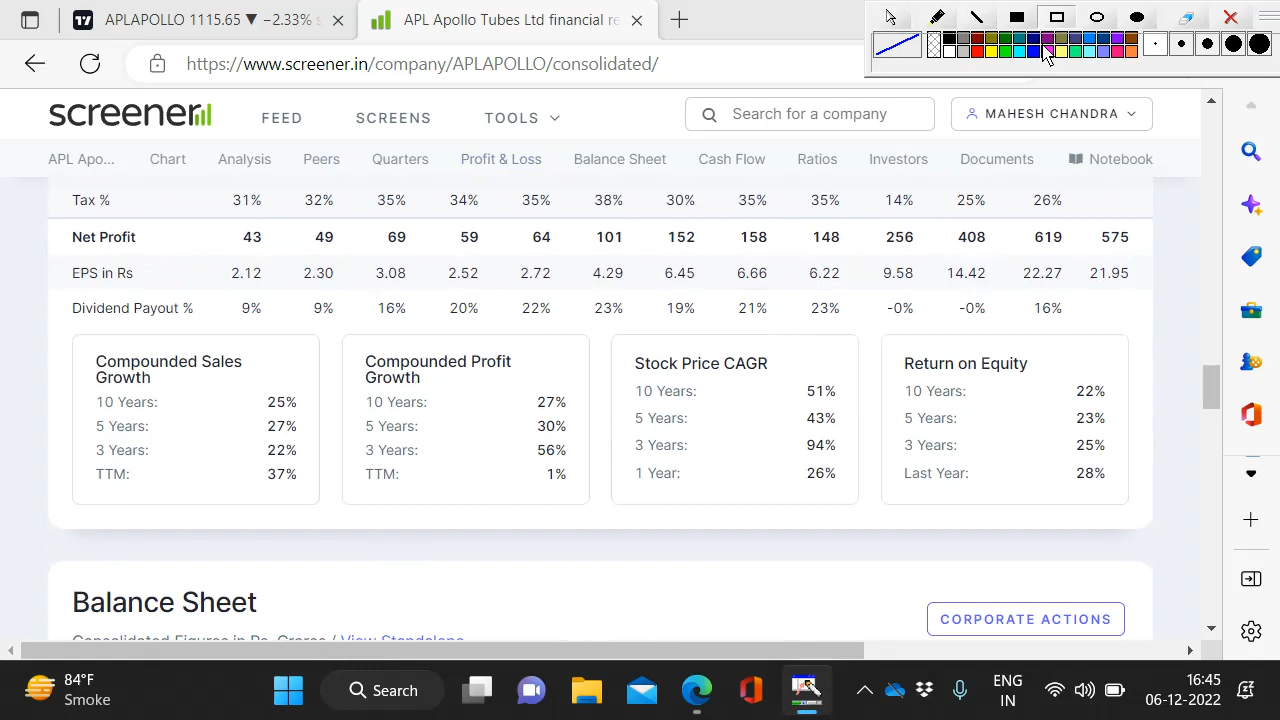 APLAPOLLO 1115.65 ▼ −2.33%
APL Apollo Tubes Ltd financial re
https://www.screener.in/company/APLAPOLLO/consolidated/
screener
FEED SCREENS TOOLS
Search for a company
MAHESH CHANDRA
APL Apo... Chart Analysis Peers Quarters Profit & Loss Balance Sheet Cash Flow Ratios Investors Documents Notebook
Tax % 31% 32% 35% 34% 35% 38% 30% 35% 35% 14% 25% 26%
Net Profit 43 49 69 59 64 101 152 158 148 256 408 619 575
EPS in Rs 2.12 2.30 3.08 2.52 2.72 4.29 6.45 6.66 6.22 9.58 14.42 22.27 21.95
Dividend Payout % 9% 9% 16% 20% 22% 23% 19% 21% 23% -0% -0% 16%
Compounded Sales
Growth
10 Years: 25%
5 Years: 27%
3 Years: 22%
TTM: 37%
Compounded Profit
Growth
10 Years: 27%
5 Years: 30%
3 Years: 56%
TTM: 1%
Stock Price CAGR
10 Years: 51%
5 Years: 43%
3 Years: 94%
1 Year: 26%
Return on Equity
10 Years: 22%
5 Years: 23%
3 Years: 25%
Last Year: 28%
Balance Sheet
CORPORATE ACTIONS
Consolidated Figures in Rs. Crores / View Standalone
84°F
Smoke
Search
ENG
IN
16:45
06-12-2022